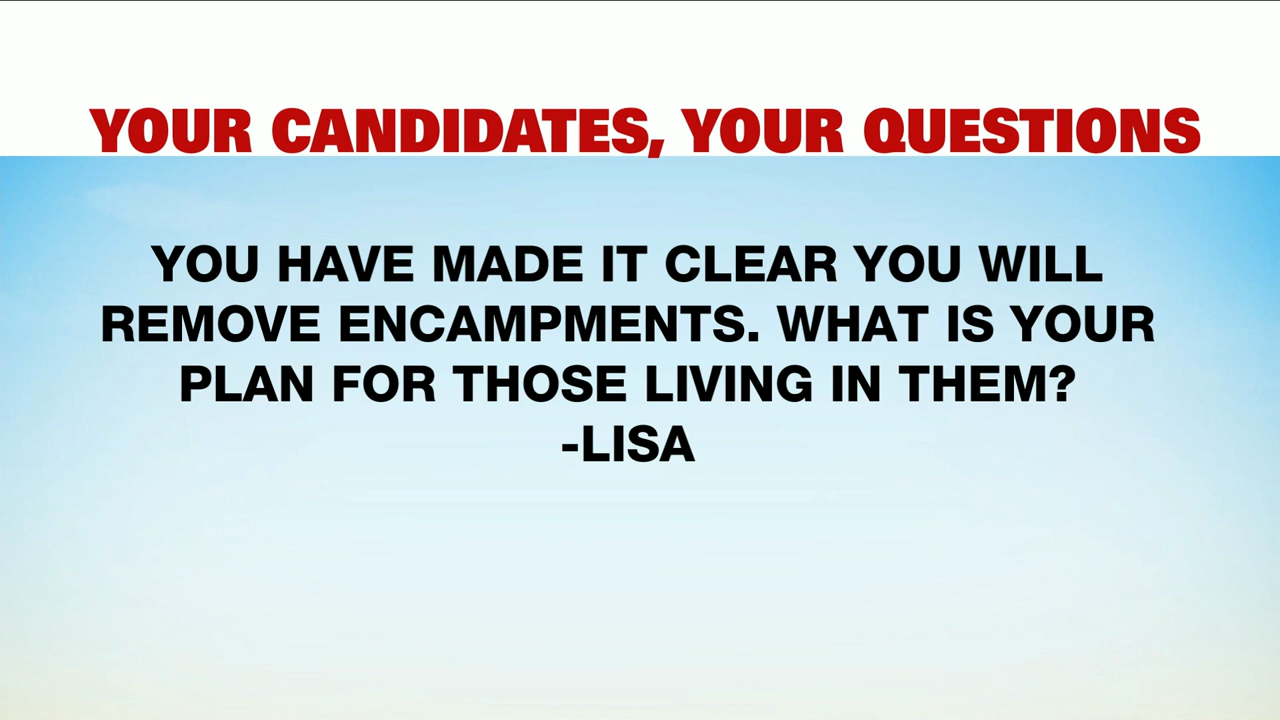 YOUR CANDIDATES, YOUR QUESTIONS
YOU HAVE MADE IT CLEAR YOU WILL
REMOVE ENCAMPMENTS. WHAT IS YOUR
PLAN FOR THOSE LIVING IN THEM?
-LISA